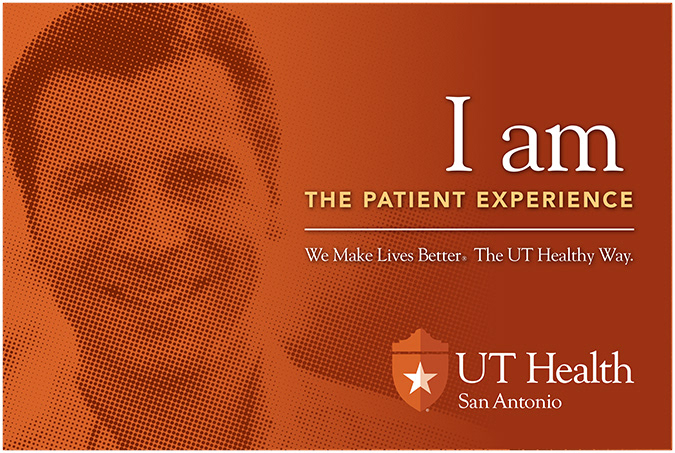 I am
THE PATIENT EXPERIENCE
We Make Lives Better® The UT Healthy Way.
UT Health
San Antonio